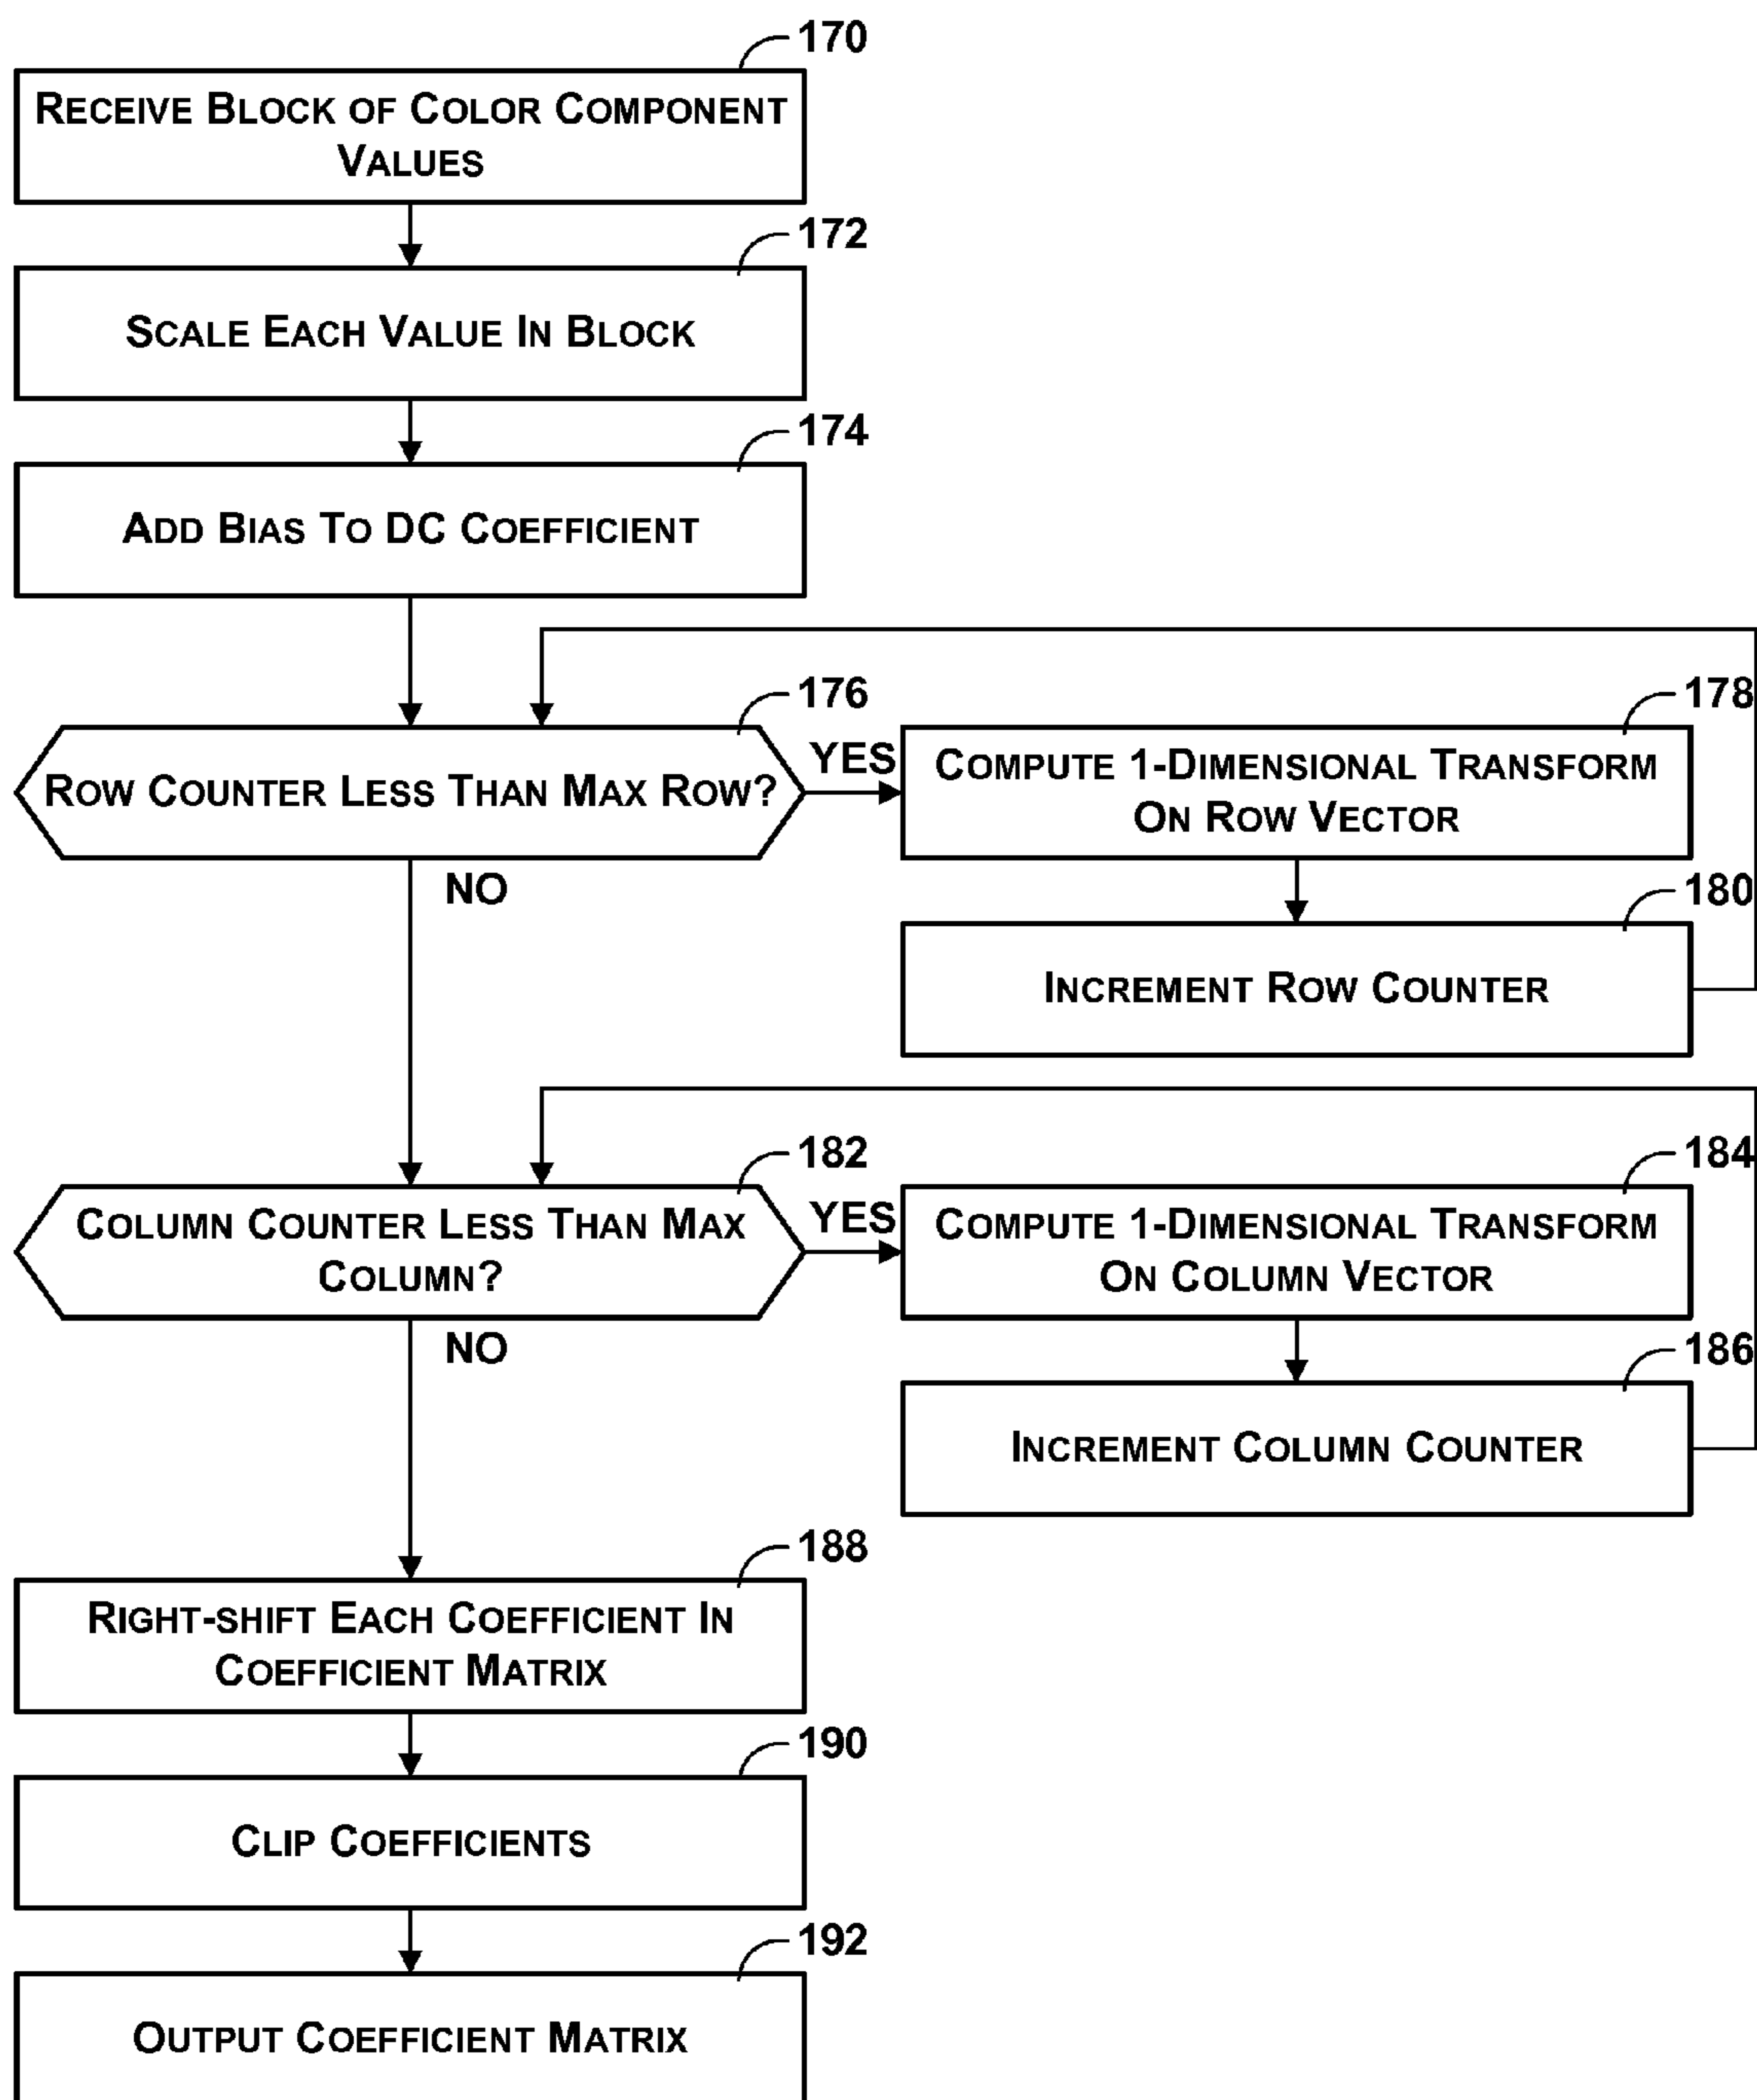 170
RECEIVE BLOCK OF COLOR COMPONENT
VALUES
172
SCALE EACH VALUE IN BLOCK
174
ADD BIAS TO DC COEFFICIENT
176
ROW COUNTER LESS THAN MAX ROW?
YES
NO
178
COMPUTE 1-DIMENSIONAL TRANSFORM
ON ROW VECTOR
180
INCREMENT ROW COUNTER
182
COLUMN COUNTER LESS THAN MAX
COLUMN?
YES
NO
184
COMPUTE 1-DIMENSIONAL TRANSFORM
ON COLUMN VECTOR
186
INCREMENT COLUMN COUNTER
188
RIGHT-SHIFT EACH COEFFICIENT IN
COEFFICIENT MATRIX
190
CLIP COEFFICIENTS
192
OUTPUT COEFFICIENT MATRIX